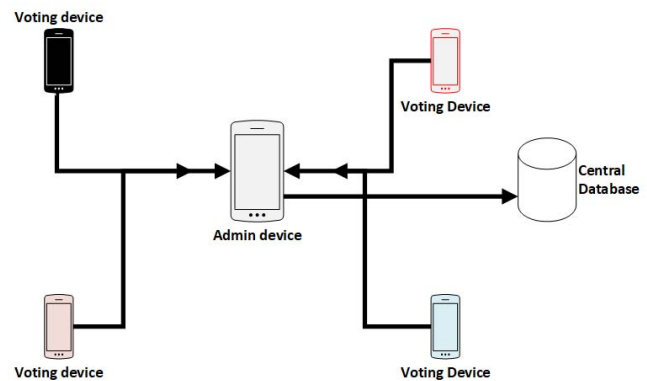 Voting device
Voting Device
Central
Database
Admin device
Voting device
Voting Device